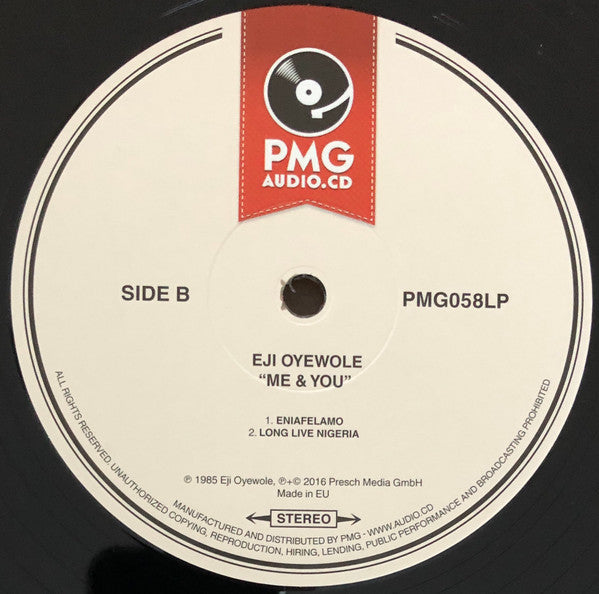 PMG
AUDIO.CD
SIDE B
PMG058LP
EJI OYEWOLE
“ME & YOU”
1. ENIAFELAMO
2. LONG LIVE NIGERIA
℗ 1985 Eji Oyewole, ℗+© 2016 Presch Media GmbH
Made in EU
STEREO
MANUFACTURED AND DISTRIBUTED BY PMG - WWW.AUDIO.CD
ALL RIGHTS RESERVED. UNAUTHORIZED COPYING, REPRODUCTION, HIRING, LENDING, PUBLIC PERFORMANCE AND BROADCASTING PROHIBITED